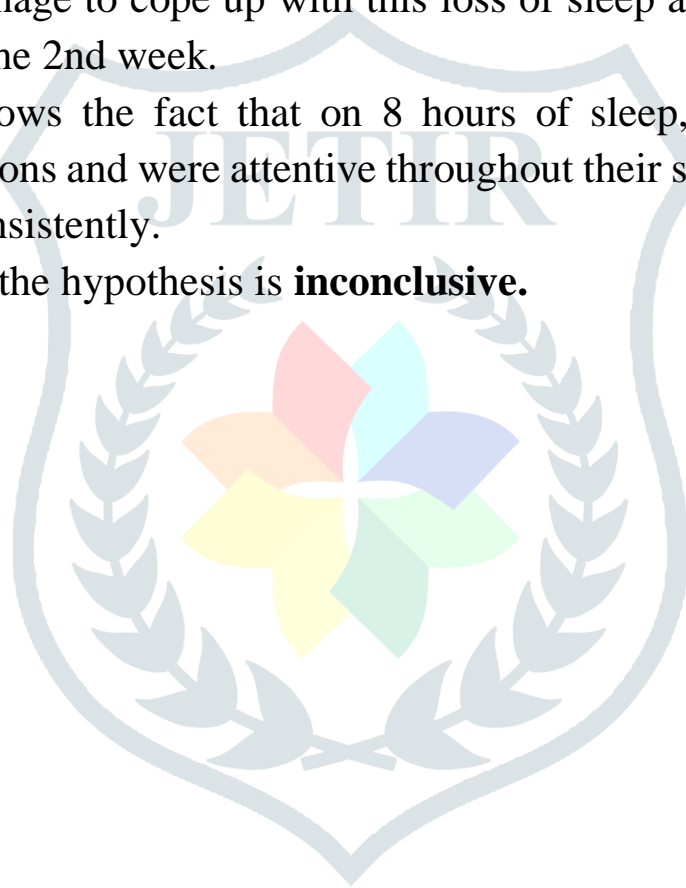 nage to cope up with this loss of sleep a
ne 2nd week.
ows the fact that on 8 hours of sleep,
ons and were attentive throughout their s
nsistently.
the hypothesis is inconclusive.
JETIR